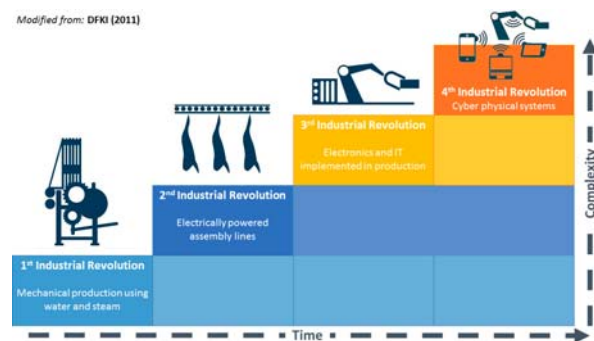 Modified from: DFKI (2011)
4th Industrial Revolution
Cyber physical systems
3rd Industrial Revolution
Electronics and IT
implemented in production
2nd Industrial Revolution
Electrically powered
assembly lines
1st Industrial Revolution
Mechanical production using
water and steam
Complexity
Time